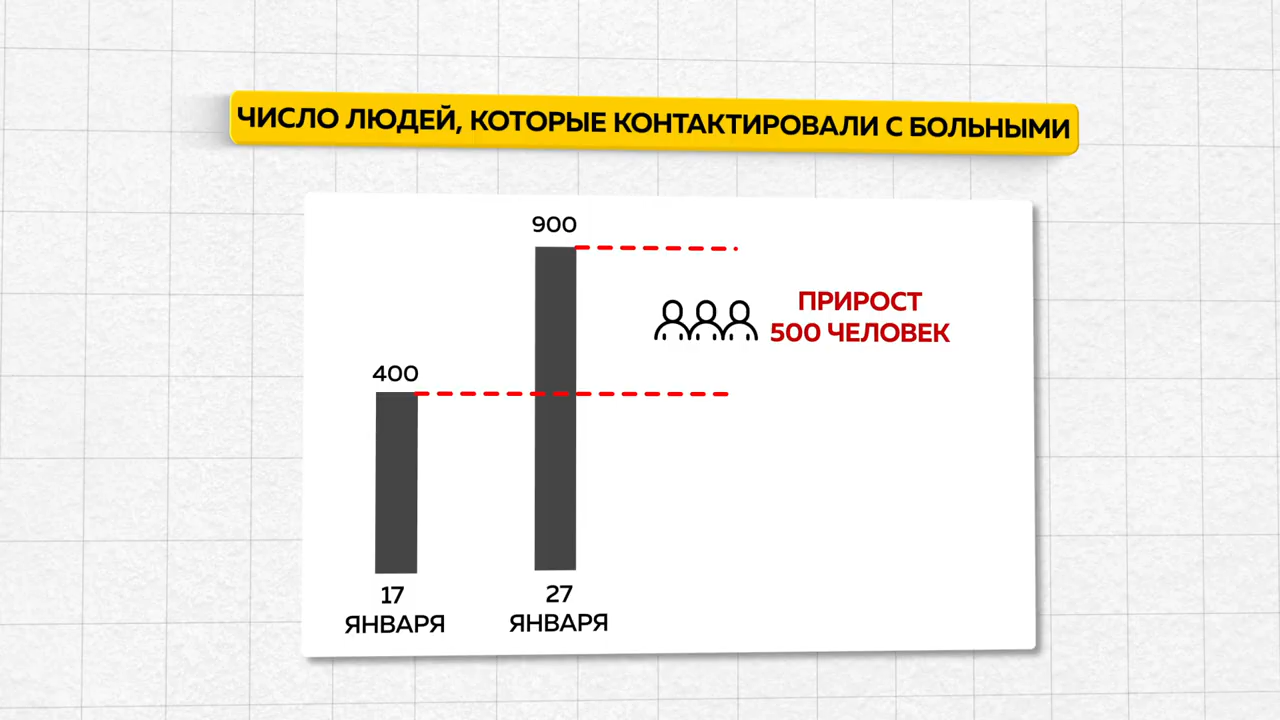 ЧИСЛО ЛЮДЕЙ, КОТОРЫЕ КОНТАКТИРОВАЛИ С БОЛЬНЫМИ
900
ПРИРОСТ
500 ЧЕЛОВЕК
400
17
ЯНВАРЯ
27
ЯНВАРЯ